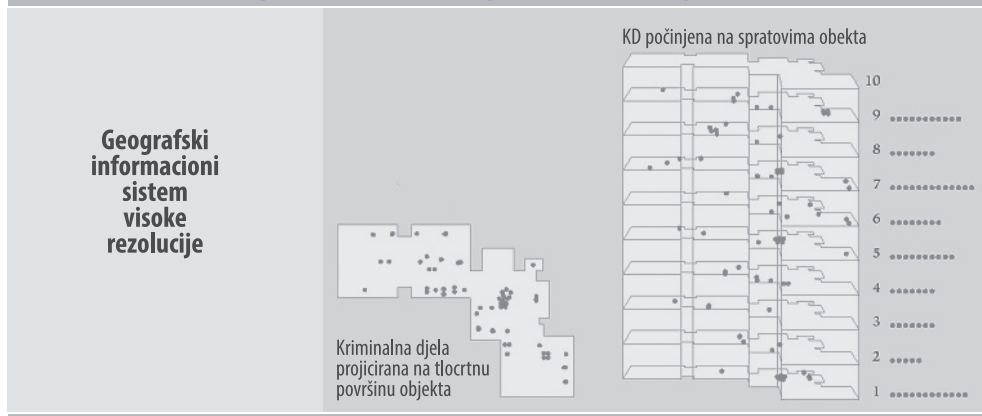 Geografski
informacioni
sistem
visoke
rezolucije
Kriminalna djela
projicirana na tlocrtnu
površinu objekta
KD počinjena na spratovima obekta
10
9
8
7
6
5
4
3
2
1